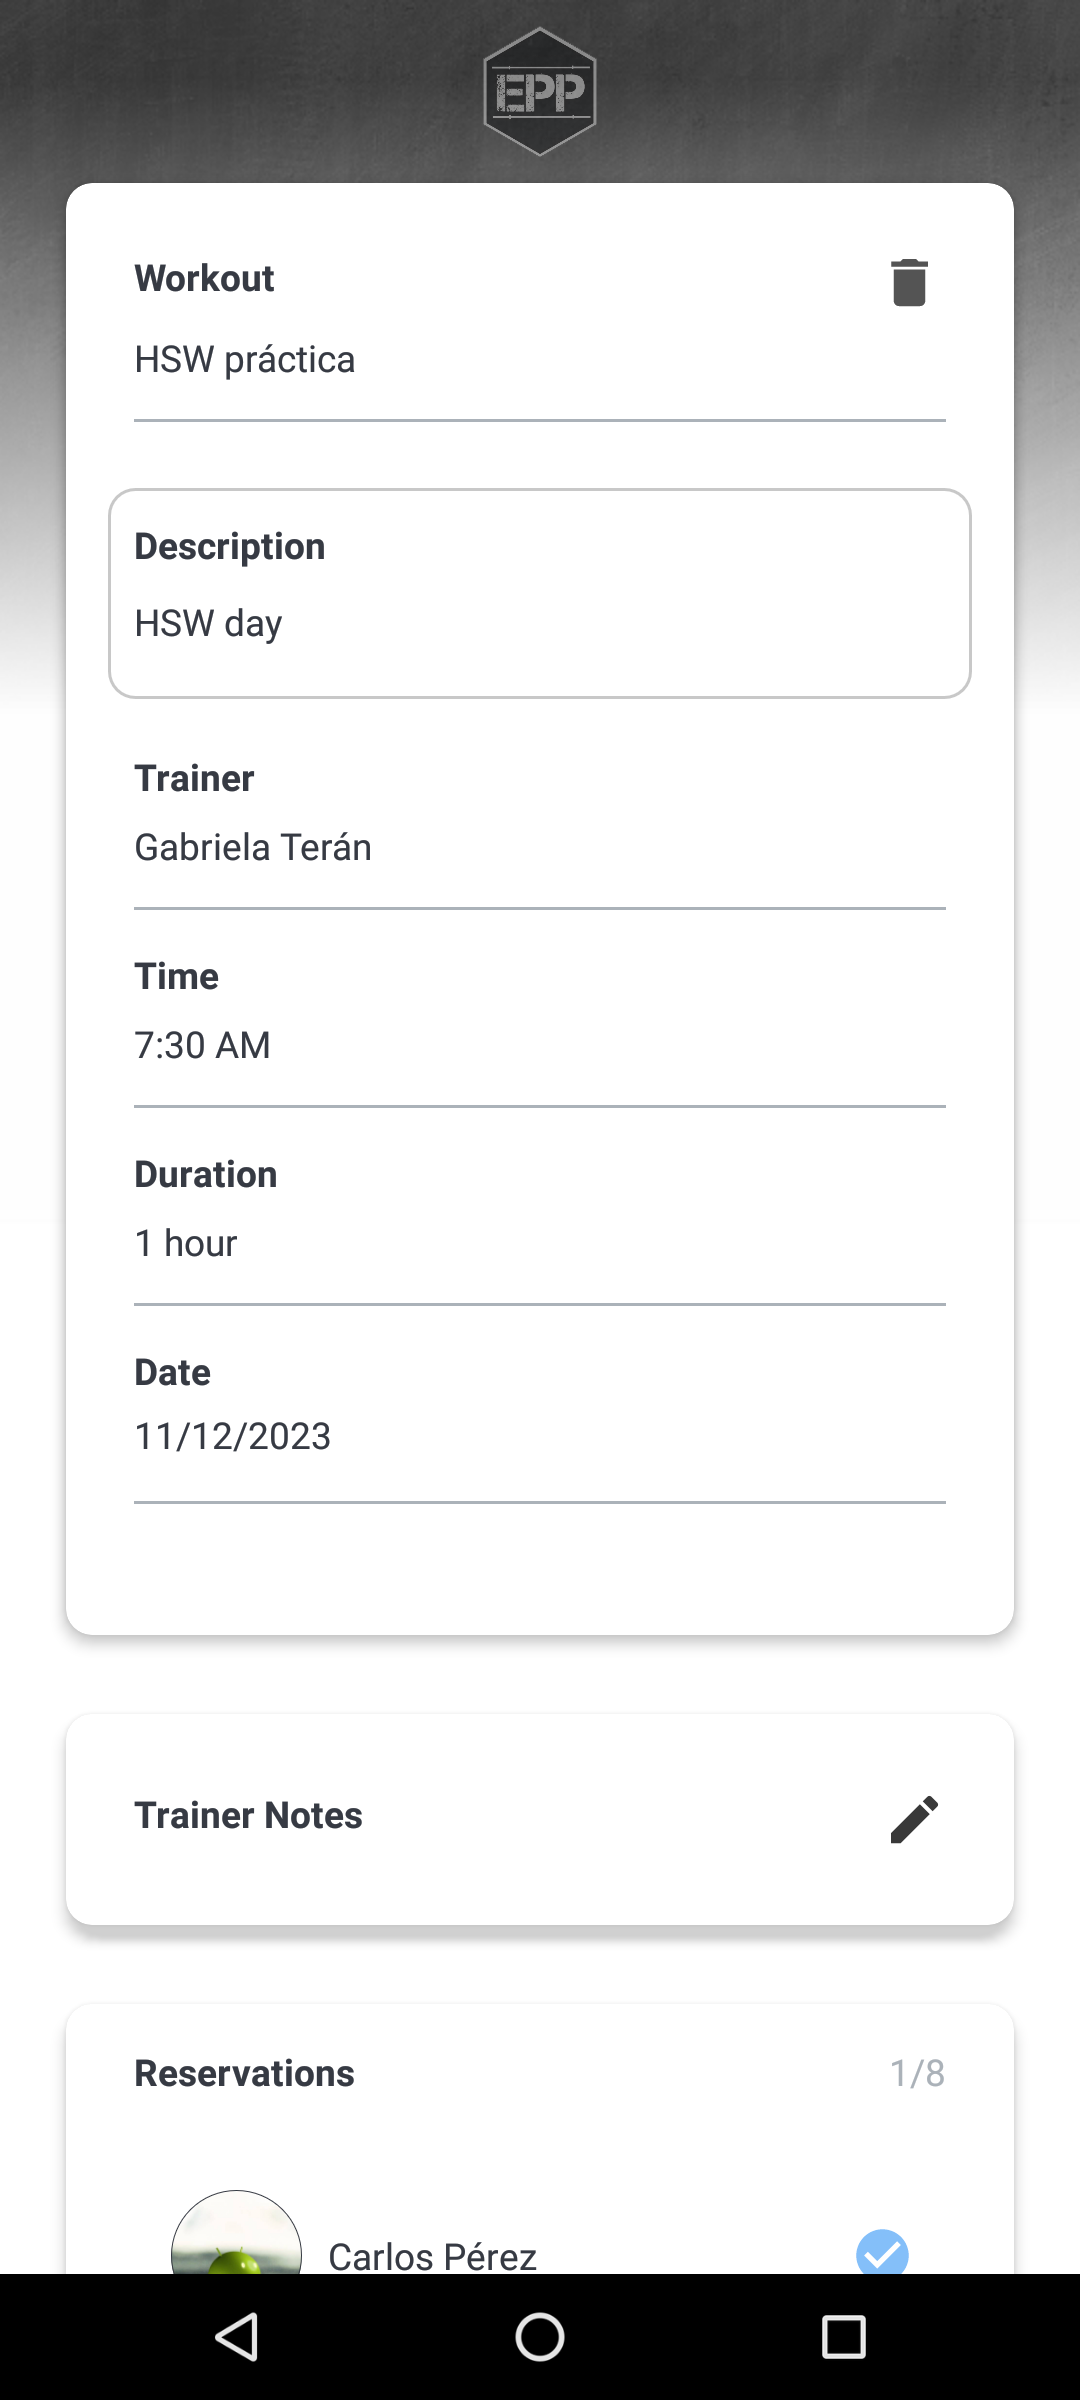 EPP
Workout
HSW práctica
Description
HSW day
Trainer
Gabriela Terán
Time
7:30 AM
Duration
1 hour
Date
11/12/2023
Trainer Notes
Reservations 1/8
Carlos Pérez